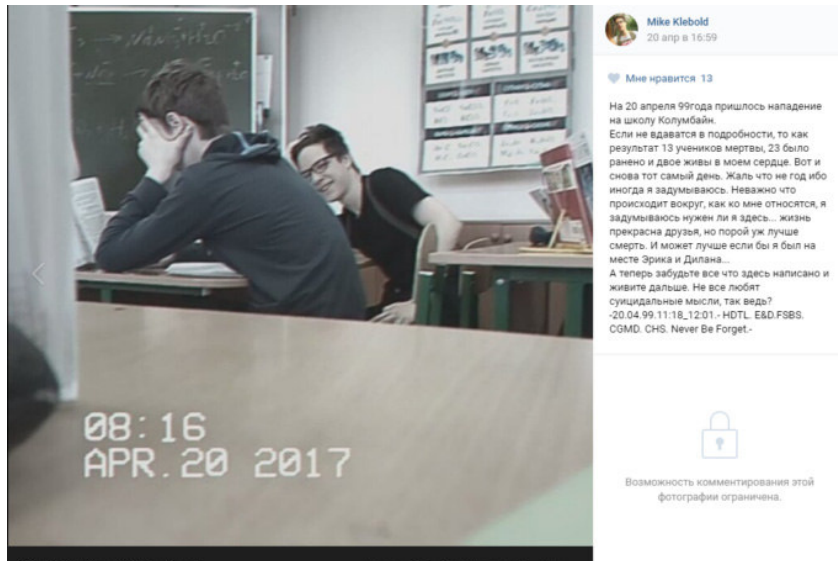 Mike Klebold
20 апр в 16:59
Мне нравится 13
На 20 апреля 99года пришлось нападение
на школу Колумбайн.
Если не вдаватся в подробности, то как
результат 13 учеников мертвы, 23 было
ранено и двое живы в моем сердце. Вот и
снова тот самый день. Жаль что не год ибо
иногда я задумываюсь. Неважно что
происходит вокруг, как ко мне относятся, я
задумываюсь нужен ли я здесь... жизнь
прекрасна друзья, но порой уж лучше
смерть. И может лучше если бы я был на
месте Эрика и Дилана...
А теперь забудьте все что здесь написано и
живите дальше. Не все любят
суицидальные мысли, так ведь?
-20.04.99.11:18_12:01.- HDTL. E&D.FSBS.
CGMD. CHS. Never Be Forget.-
Возможность комментирования этой
фотографии ограничена.
08:16
APR.20 2017